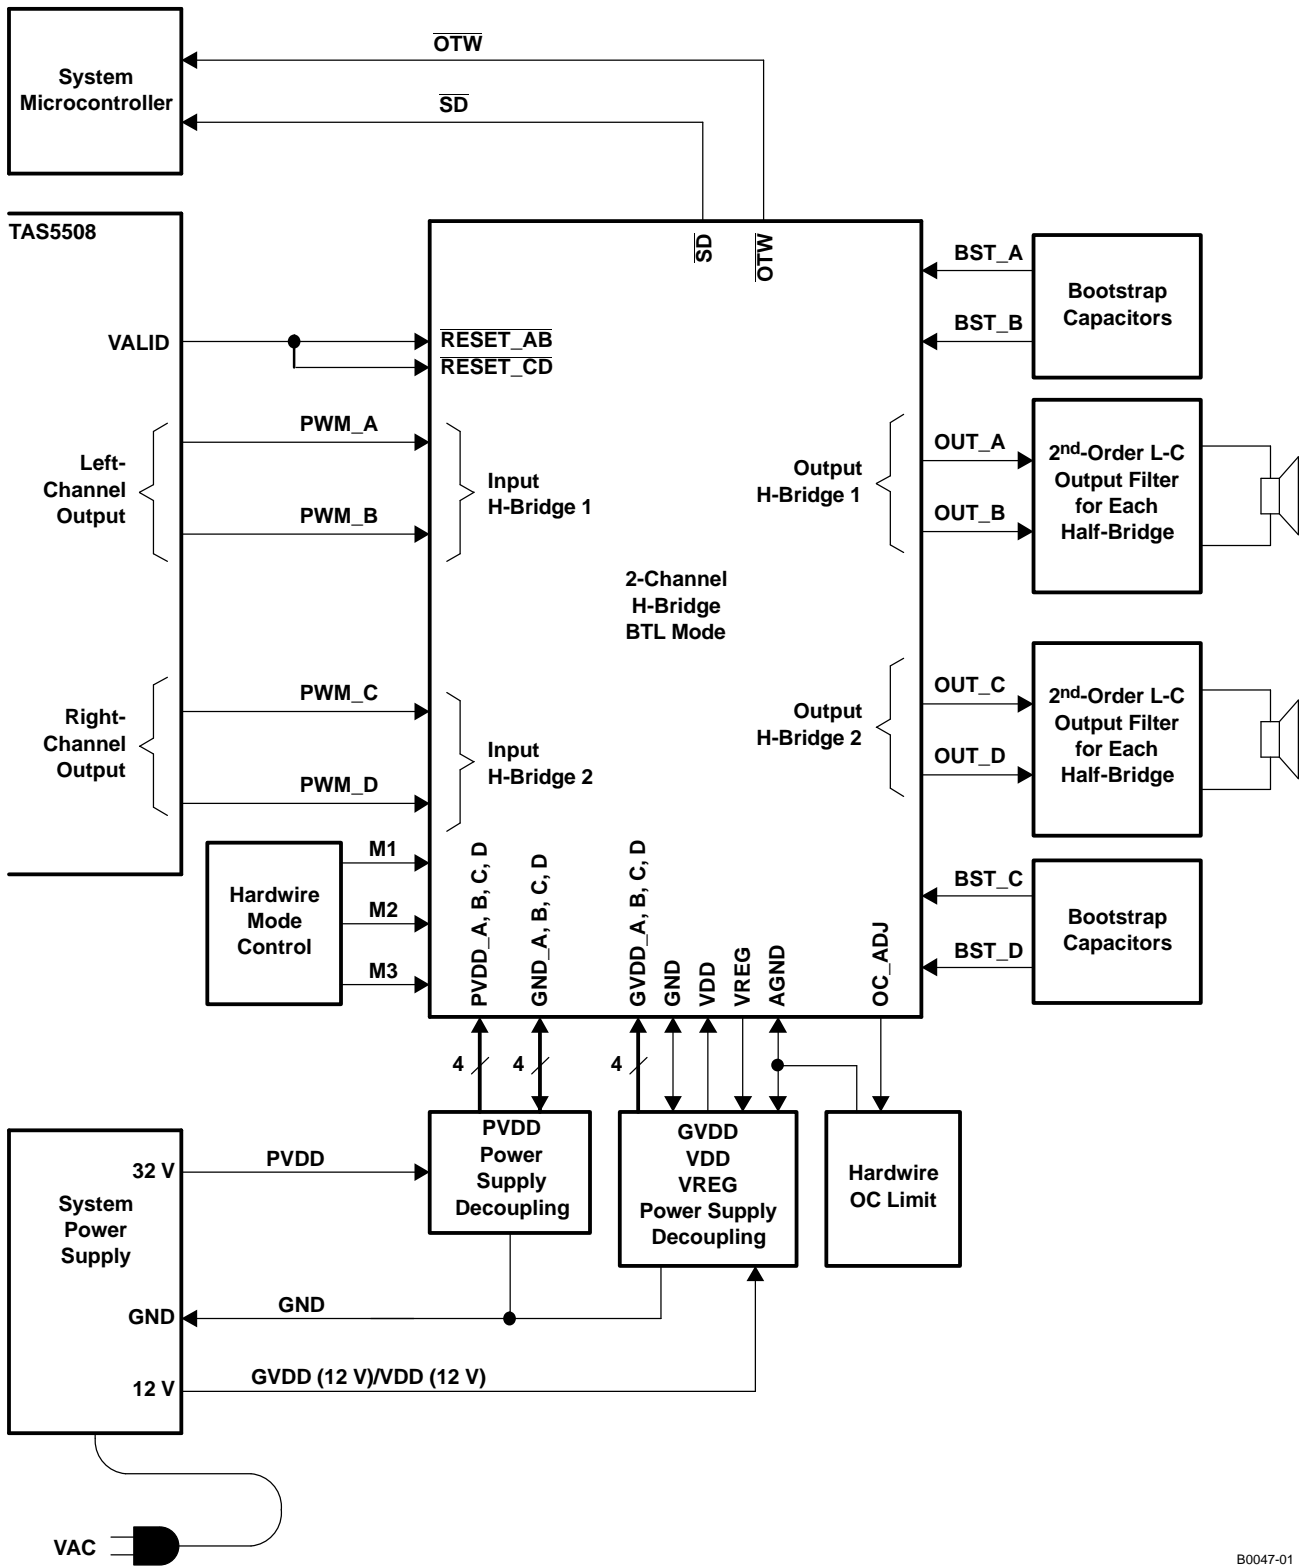 OTW
System
Microcontroller
SD
TAS5508
SD
OTW
BST_A
Bootstrap
Capacitors
BST_B
VALID
RESET_AB
RESET_CD
PWM_A
Left-
Channel
Output
Input
H-Bridge 1
PWM_B
Output
H-Bridge 1
OUT_A
OUT_B
2nd-Order L-C
Output Filter
for Each
Half-Bridge
2-Channel
H-Bridge
BTL Mode
PWM_C
Right-
Channel
Output
Input
H-Bridge 2
PWM_D
Output
H-Bridge 2
OUT_C
OUT_D
2nd-Order L-C
Output Filter
for Each
Half-Bridge
Hardwire
Mode
Control
M1
M2
M3
PVDD_A, B, C, D
GND_A, B, C, D
GVDD_A, B, C, D
GND
VDD
VREG
AGND
OC_ADJ
BST_C
Bootstrap
Capacitors
BST_D
4
4
4
PVDD
Power
Supply
Decoupling
GVDD
VDD
VREG
Power Supply
Decoupling
Hardwire
OC Limit
32 V
PVDD
System
Power
Supply
GND
GND
12 V
GVDD (12 V)/VDD (12 V)
VAC
B0047-01